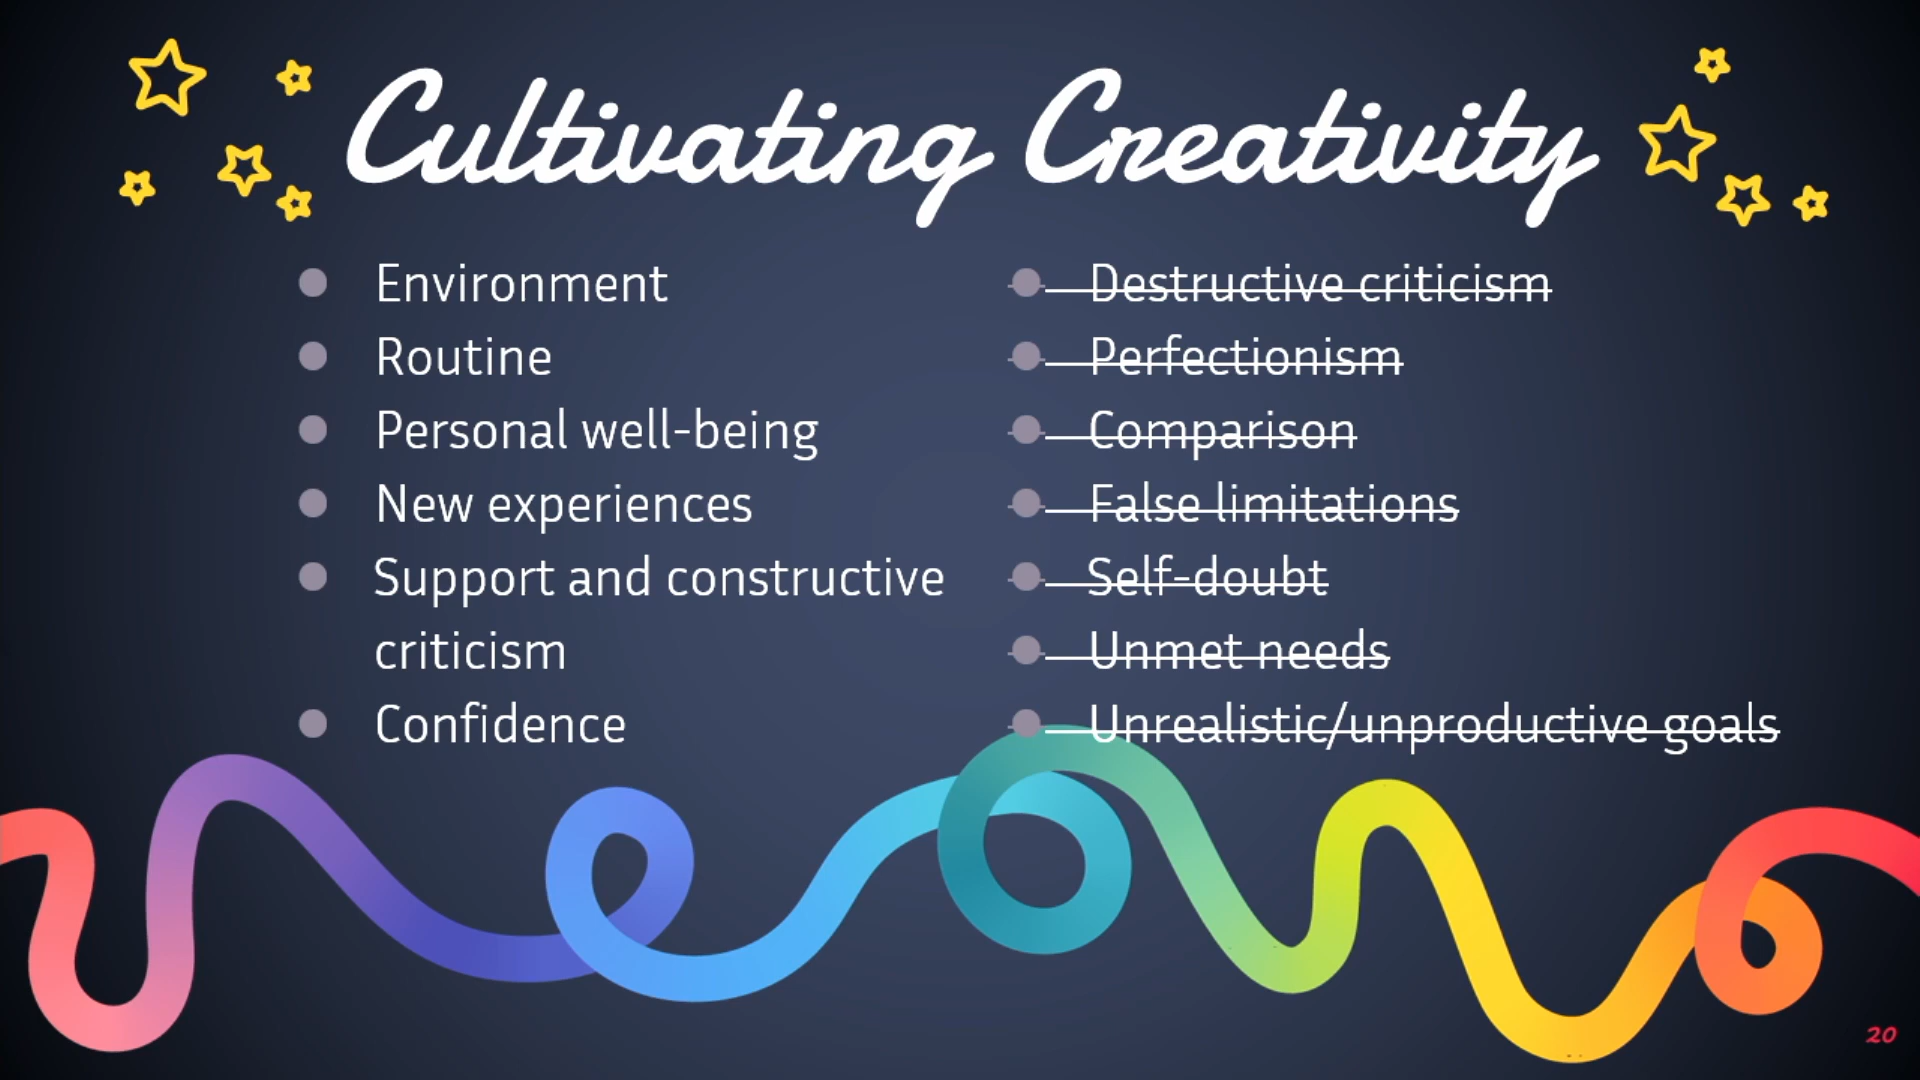 Cultivating Creativity
Environment
Routine
Personal well-being
New experiences
Support and constructive
criticism
Confidence
Destructive criticism
Perfectionism
Comparison
False limitations
Self-doubt
Unmet needs
Unrealistic/unproductive goals
20